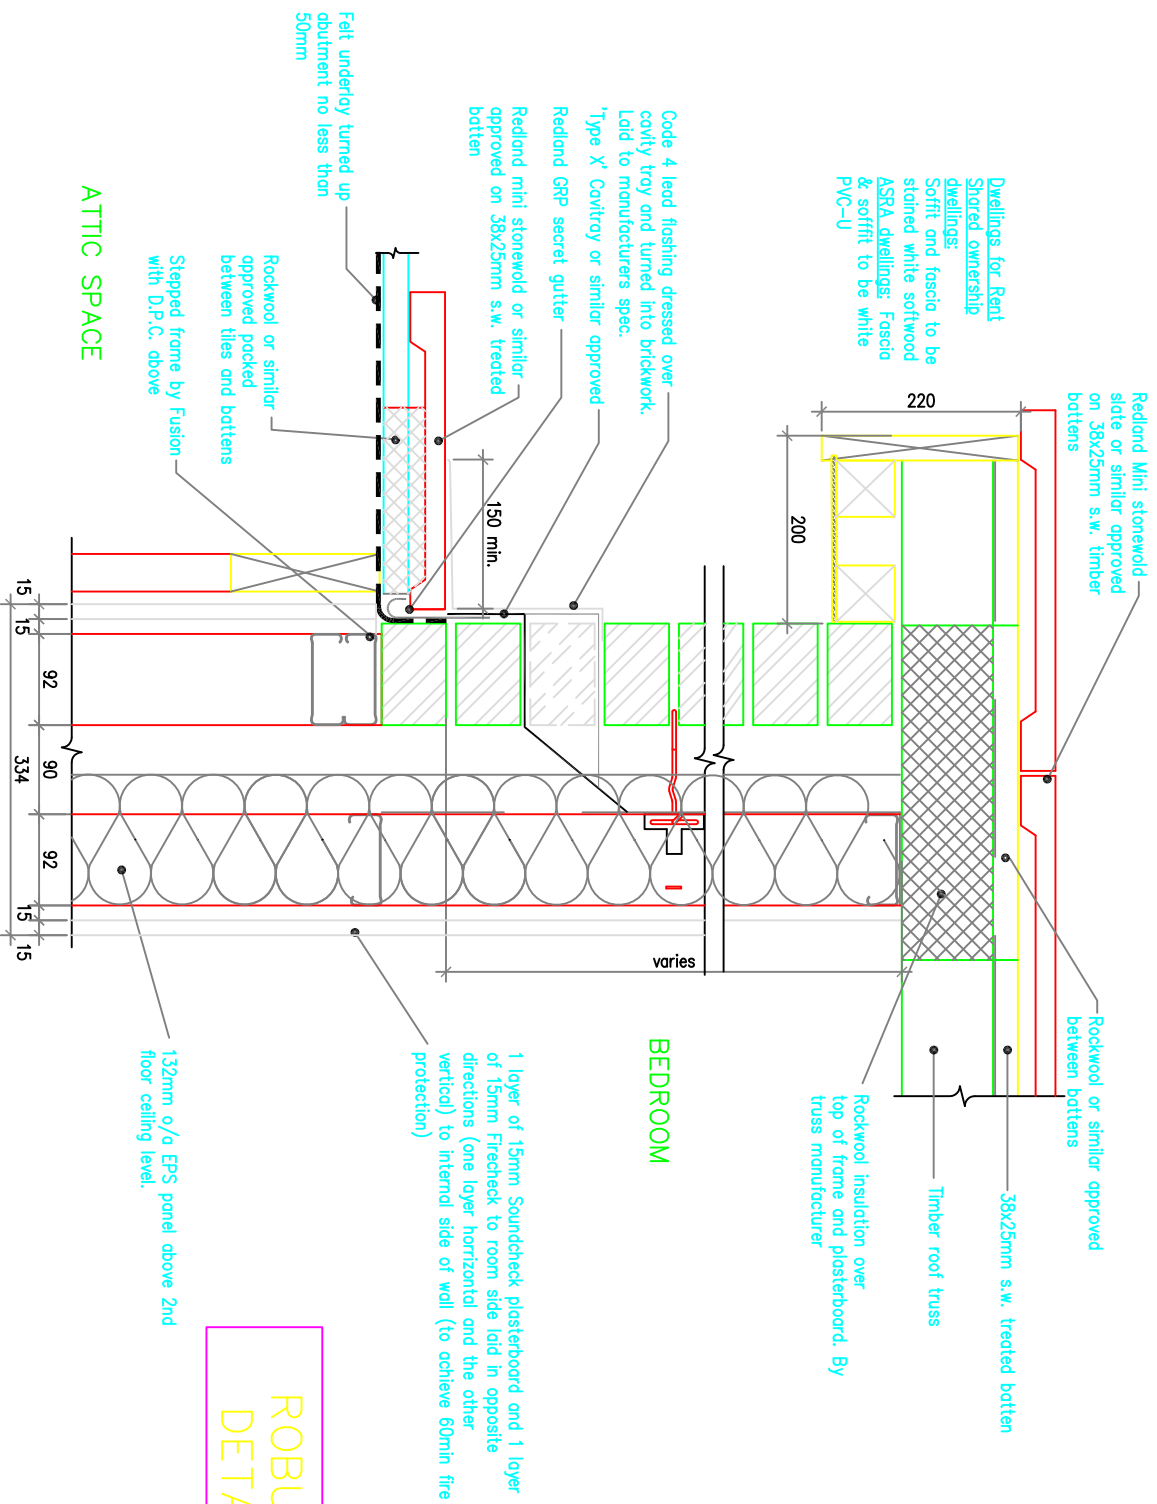 Redland Mini stonewold
slate or similar approved
on 38x25mm s.w. timber
battens
Dwellings for Rent
Shared ownership
dwellings:
Soffit and fascia to be
stained white softwood
ASRA dwellings: Fascia
& sofffit to be white
PVC-U
220
200
Code 4 lead flashing dressed over
cavity tray and turned into brickwork.
Laid to manufacturers spec.
'Type X' Cavitray or similar approved
Redland GRP secret gutter
Redland mini stonewold or similar
approved on 38x25mm s.w. treated
batten
150 min.
Felt underlay turned up
abutment no less than
50mm
Rockwool or similar
approved packed
between tiles and battens
Stepped frame by Fusion
with D.P.C. above
ATTIC SPACE
Rockwool or similar approved
between battens
38x25mm s.w. treated batten
Timber roof truss
Rockwool insulation over
top of frame and plasterboard. By
truss manufacturer
BEDROOM
varies
1 layer of 15mm Soundcheck plasterboard and 1 layer
of 15mm Firecheck to room side laid in opposite
directions (one layer horrizontal and the other
vertical) to internal side of wall (to achieve 60min fire
protection)
132mm o/a EPS panel above 2nd
floor ceiling level.
15
15
92
90
92
15
15
334
ROBU
DETA